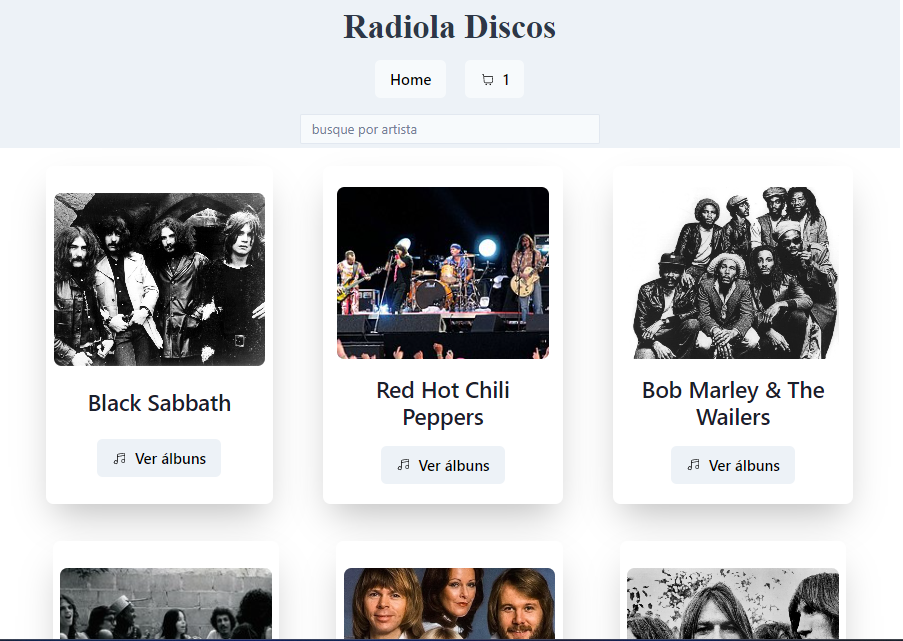 Radiola Discos
Home
1
busque por artista
Black Sabbath
Ver álbuns
Red Hot Chili
Peppers
Ver álbuns
Bob Marley & The
Wailers
Ver álbuns